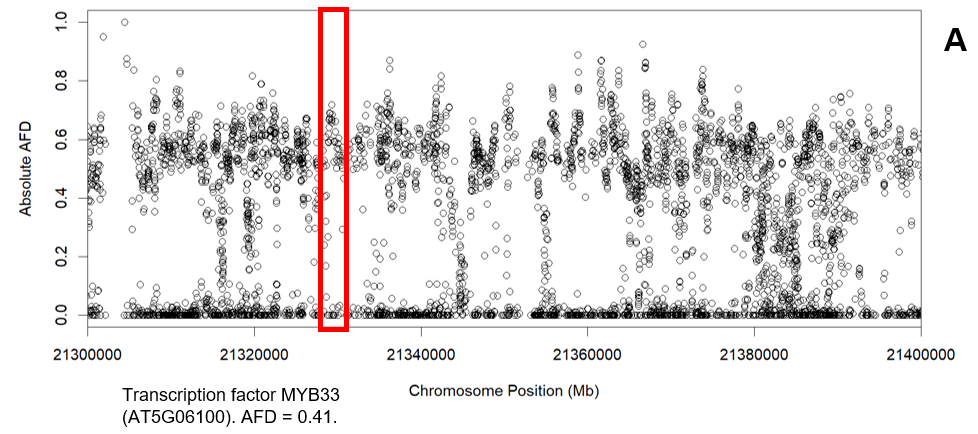 A
1.0
0.8
0.6
0.4
0.2
0.0
Absolute AFD
21300000 21320000 21340000 21360000 21380000 21400000
Chromosome Position (Mb)
Transcription factor MYB33
(AT5G06100). AFD = 0.41.